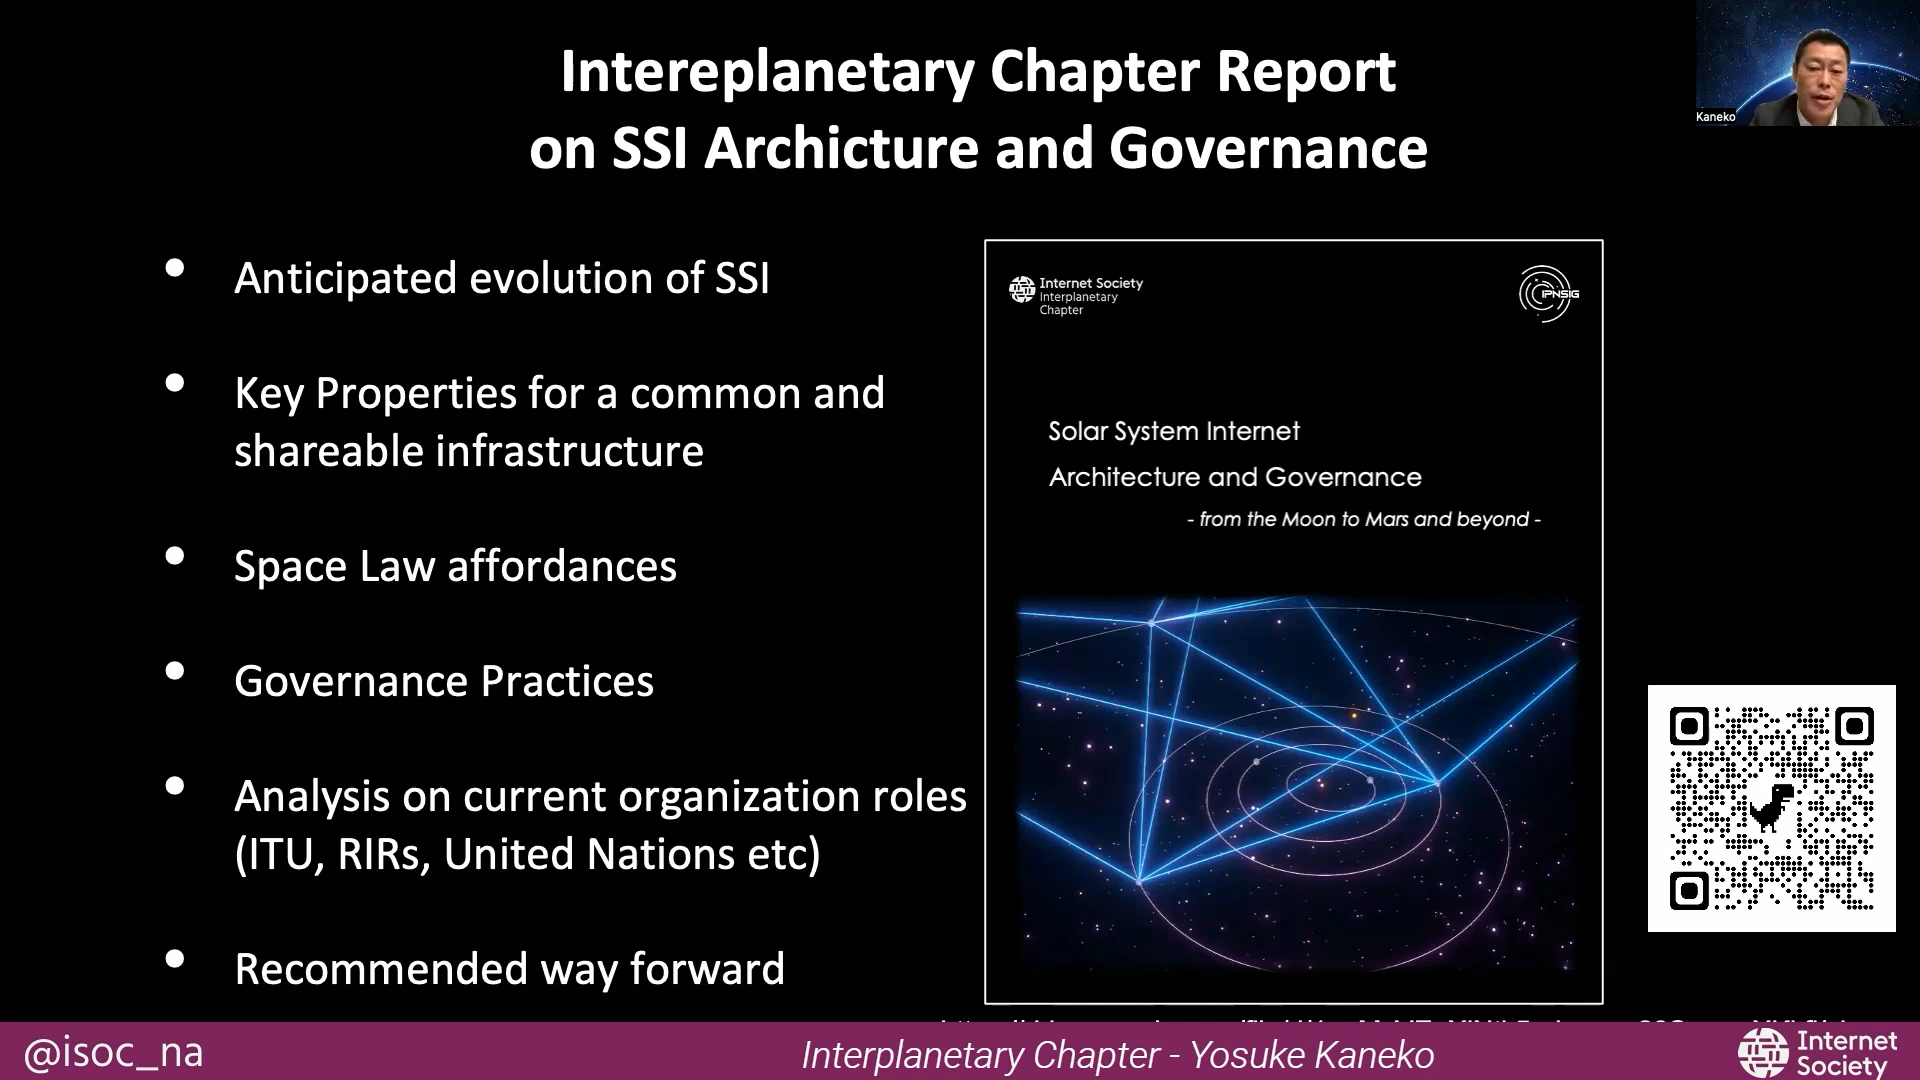 Intereplanetary Chapter Report
on SSI Archicture and Governance
Kaneko
• Anticipated evolution of SSI
• Key Properties for a common and
shareable infrastructure
• Space Law affordances
• Governance Practices
• Analysis on current organization roles
(ITU, RIRs, United Nations etc)
• Recommended way forward
Internet Society
Interplanetary
Chapter
IPNSIG
Solar System Internet
Architecture and Governance
- from the Moon to Mars and beyond -
@isoc_na
Interplanetary Chapter - Yosuke Kaneko
Internet
Society